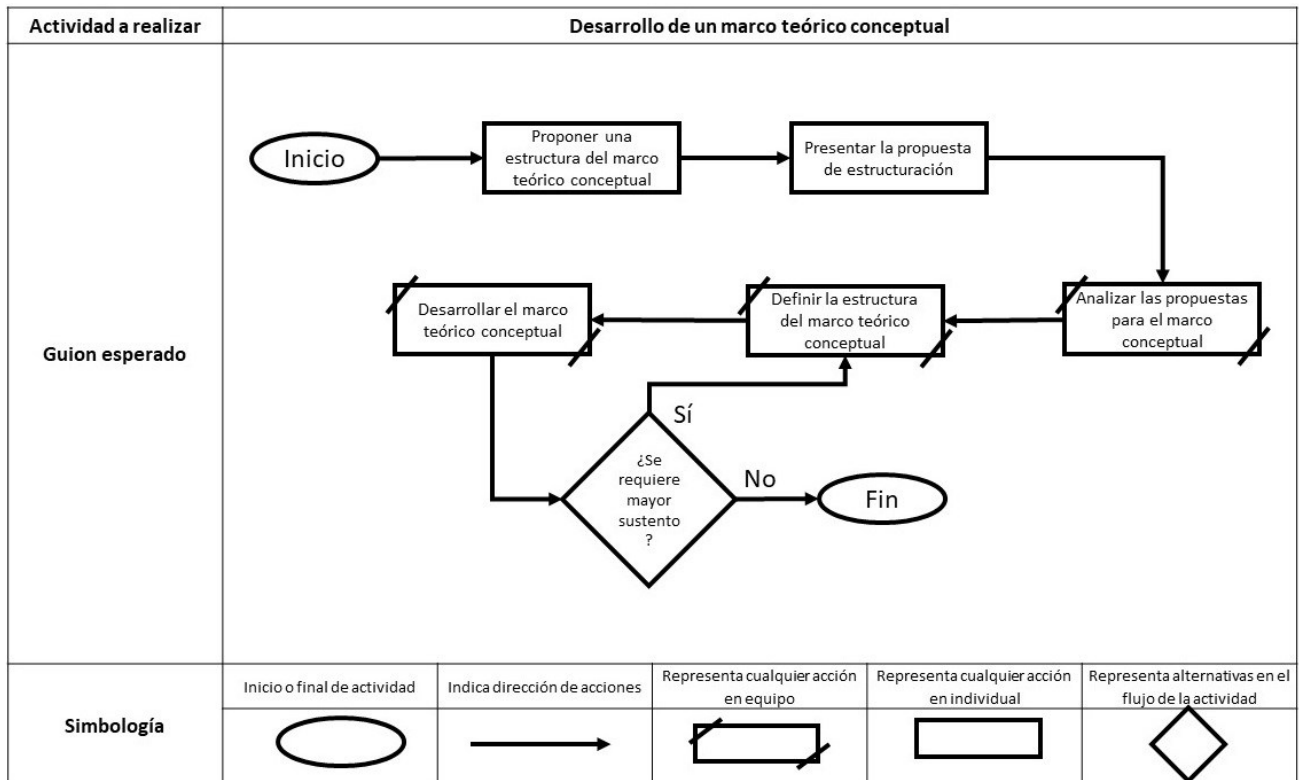 Actividad a realizar
Desarrollo de un marco teórico conceptual
Guion esperado
Inicio
Proponer una
estructura del marco
teórico conceptual
Presentar la propuesta
de estructuración
Analizar las propuestas
para el marco
conceptual
Definir la estructura
del marco teórico
conceptual
Desarrollar el marco
teórico conceptual
¿Se
requiere
mayor
sustento
?
Sí
No
Fin
Simbología
Inicio o final de actividad
Indica dirección de acciones
Representa cualquier acción
en equipo
Representa cualquier acción
en individual
Representa alternativas en el
flujo de la actividad